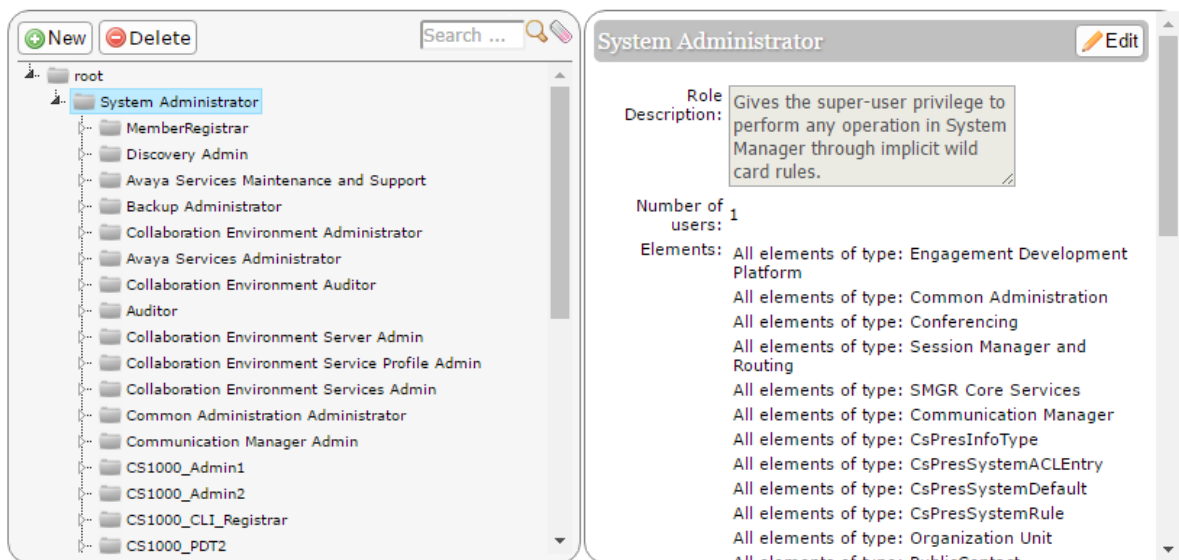 New
Delete
Search ...
root
System Administrator
MemberRegistrar
Discovery Admin
Avaya Services Maintenance and Support
Backup Administrator
Collaboration Environment Administrator
Avaya Services Administrator
Collaboration Environment Auditor
Auditor
Collaboration Environment Server Admin
Collaboration Environment Service Profile Admin
Collaboration Environment Services Admin
Common Administration Administrator
Communication Manager Admin
CS1000_Admin1
CS1000_Admin2
CS1000_CLI_Registrar
CS1000_PDT2
System Administrator
Edit
Role
Description:
Gives the super-user privilege to
perform any operation in System
Manager through implicit wild
card rules.
Number of
users:
1
Elements:
All elements of type: Engagement Development
Platform
All elements of type: Common Administration
All elements of type: Conferencing
All elements of type: Session Manager and
Routing
All elements of type: SMGR Core Services
All elements of type: Communication Manager
All elements of type: CsPresInfoType
All elements of type: CsPresSystemACLEntry
All elements of type: CsPresSystemDefault
All elements of type: CsPresSystemRule
All elements of type: Organization Unit
All elements of type: PublicContact